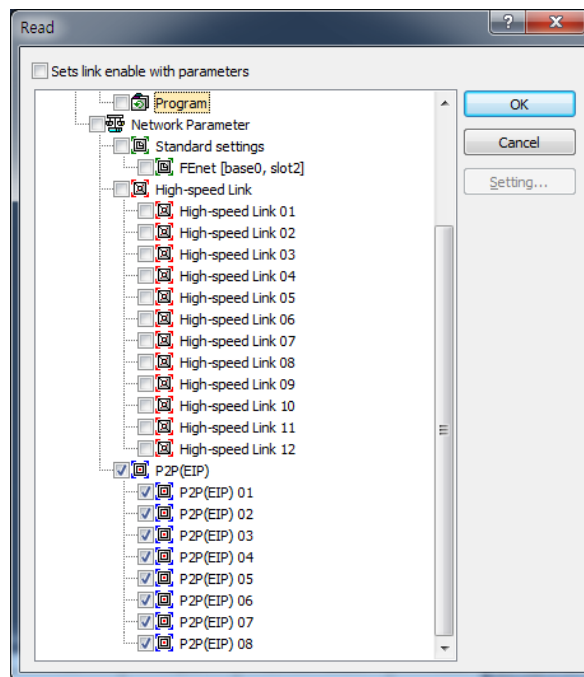 Read
Sets link enable with parameters
Program
Network Parameter
Standard settings
FEnet [base0, slot2]
High-speed Link
High-speed Link 01
High-speed Link 02
High-speed Link 03
High-speed Link 04
High-speed Link 05
High-speed Link 06
High-speed Link 07
High-speed Link 08
High-speed Link 09
High-speed Link 10
High-speed Link 11
High-speed Link 12
P2P(EIP)
P2P(EIP) 01
P2P(EIP) 02
P2P(EIP) 03
P2P(EIP) 04
P2P(EIP) 05
P2P(EIP) 06
P2P(EIP) 07
P2P(EIP) 08
OK
Cancel
Setting...